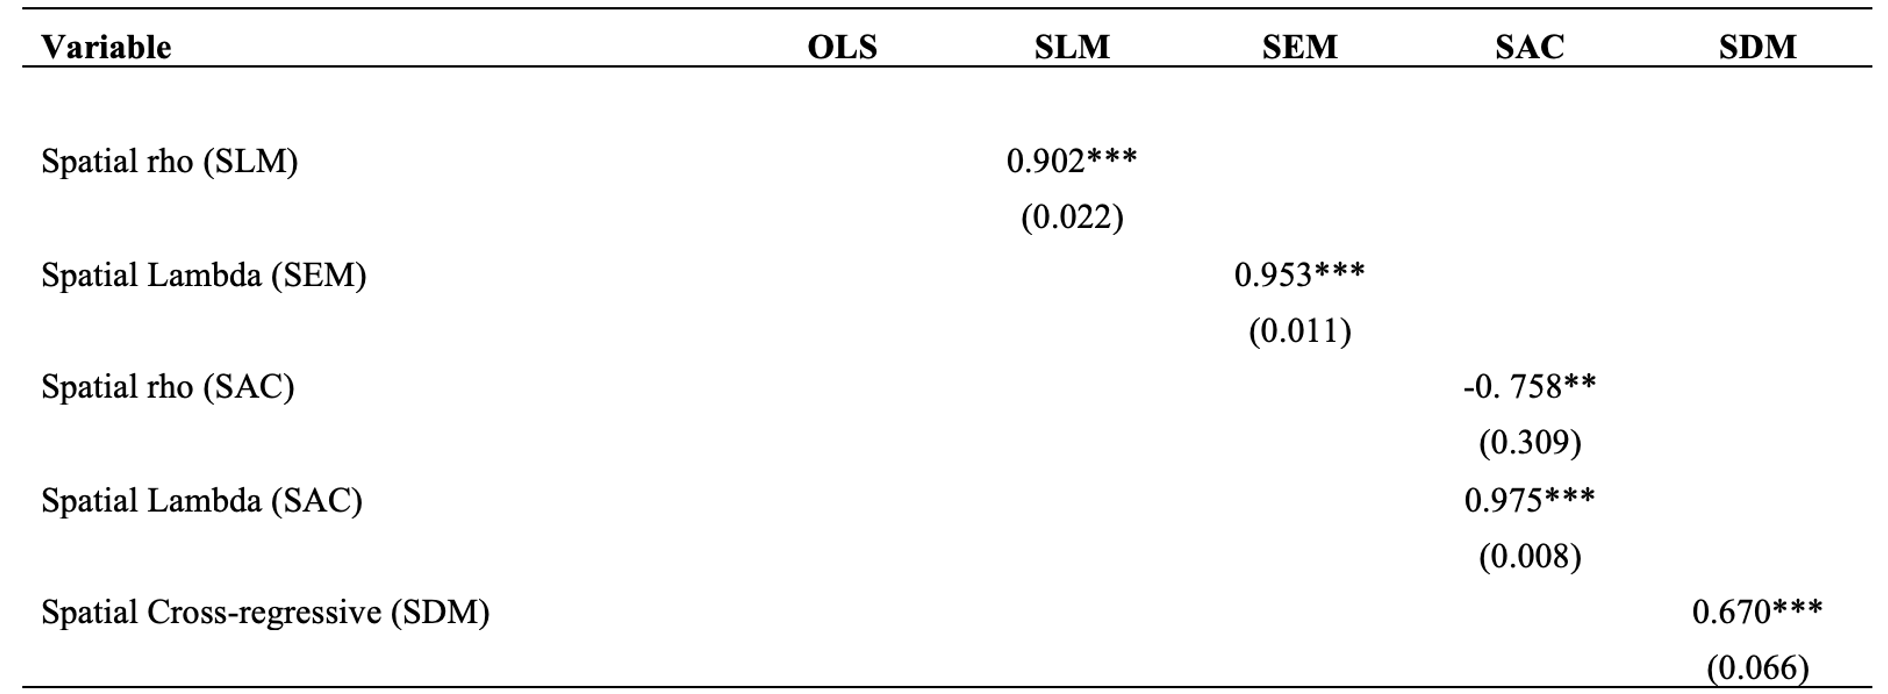 Variable OLS SLM SEM SAC SDM
Spatial rho (SLM) 0.902***
(0.022)
Spatial Lambda (SEM) 0.953***
(0.011)
Spatial rho (SAC) -0. 758**
(0.309)
Spatial Lambda (SAC) 0.975***
(0.008)
Spatial Cross-regressive (SDM) 0.670***
(0.066)